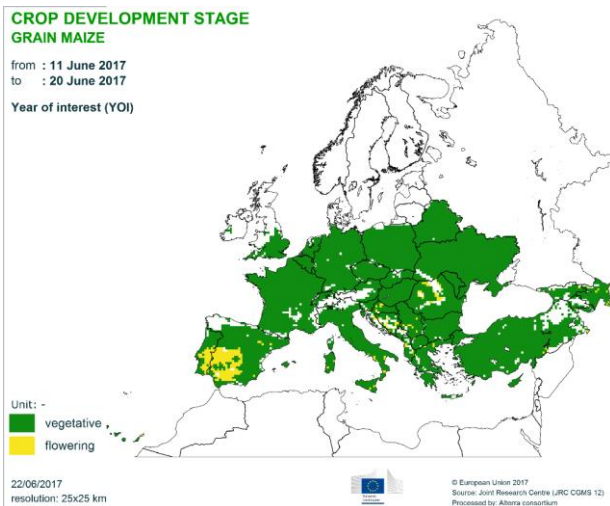 CROP DEVELOPMENT STAGE
GRAIN MAIZE
from : 11 June 2017
to : 20 June 2017
Year of interest (YOI)
Unit: -
vegetative
flowering
22/06/2017
resolution: 25x25 km
© European Union 2017
Source: Joint Research Centre (JRC CGMS 12)
Processed by: Alterra consortium